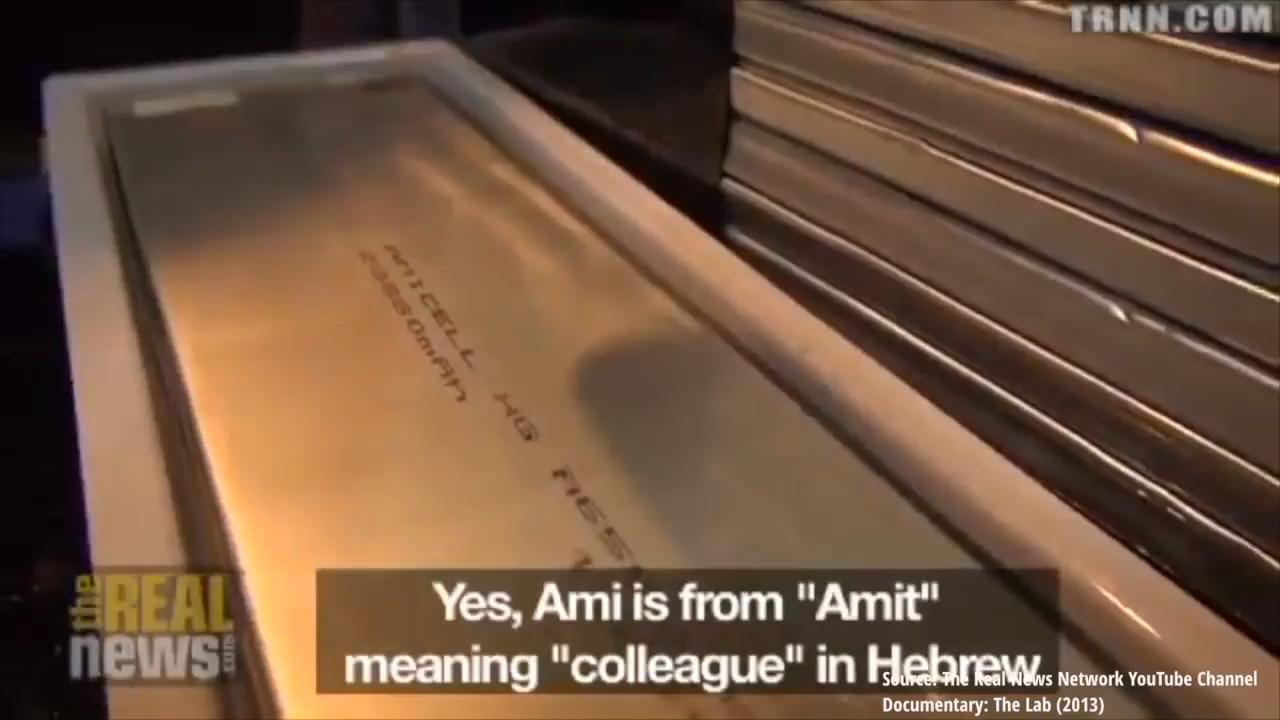 TRNN.COM
AMICELL HG
the REAL news.com
Yes, Ami is from "Amit"
meaning "colleague" in Hebrew
Source: The Real News Network YouTube Channel
Documentary: The Lab (2013)